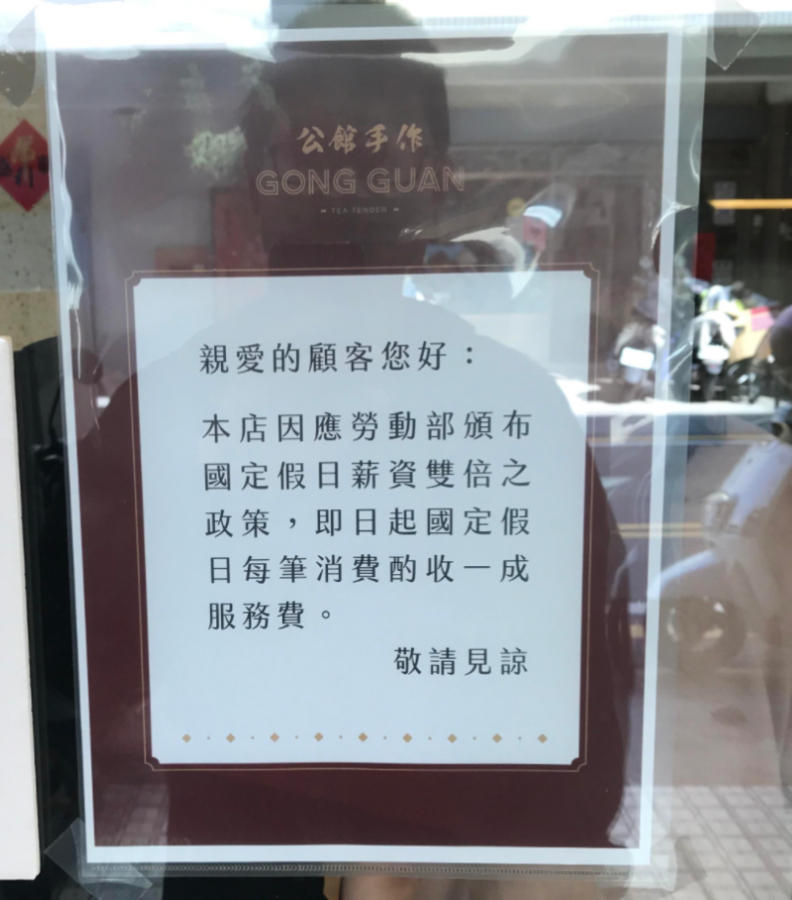 公館手作
GONG GUAN
TEA TENDER
親愛的顧客您好：
本店因應勞動部頒布
國定假日薪資雙倍之
政策，即日起國定假
日每筆消費酌收一成
服務費。
敬請見諒